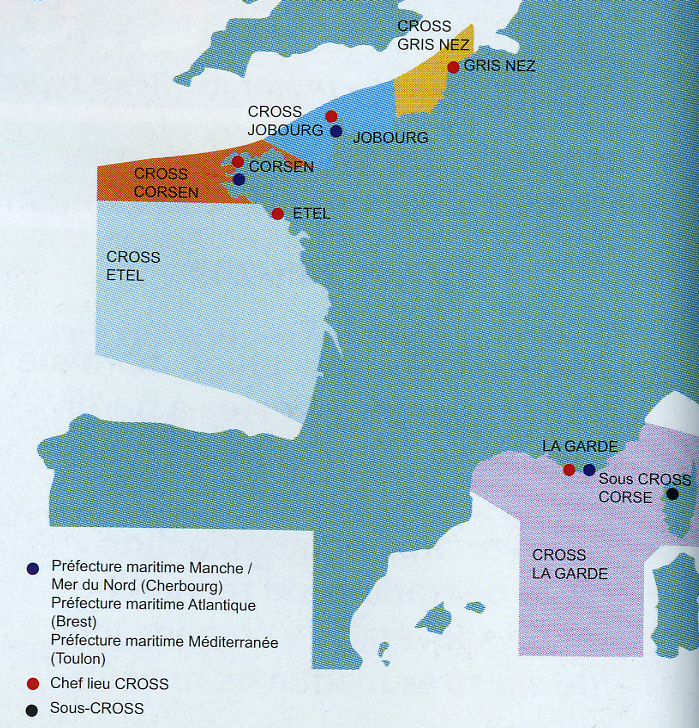 CROSS
GRIS NEZ
GRIS NEZ
CROSS
JOBOURG
JOBOURG
CORSEN
CROSS
CORSEN
ETEL
CROSS
ETEL
LA GARDE
Sous CROSS
CORSE
CROSS
LA GARDE
Préfecture maritime Manche /
Mer du Nord (Cherbourg)
Préfecture maritime Atlantique
(Brest)
Préfecture maritime Méditerranée
(Toulon)
Chef lieu CROSS
Sous-CROSS